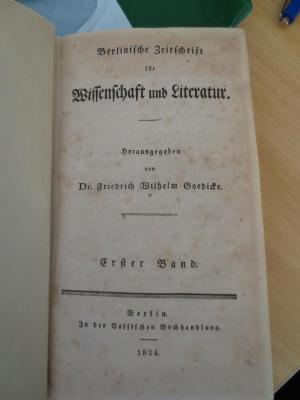 Berlinische Zeitschrift
für
Wissenschaft und Literatur.
Herausgegeben
von
Dr. Friedrich Wilhelm Goedicke.
Erster Band.
Berlin.
In der Vossischen Buchhandlung.
1824.